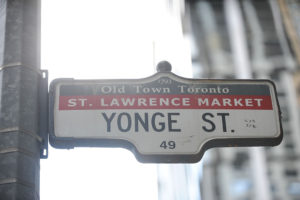 Old Town Toronto
ST. LAWRENCE MARKET
YONGE ST.
49